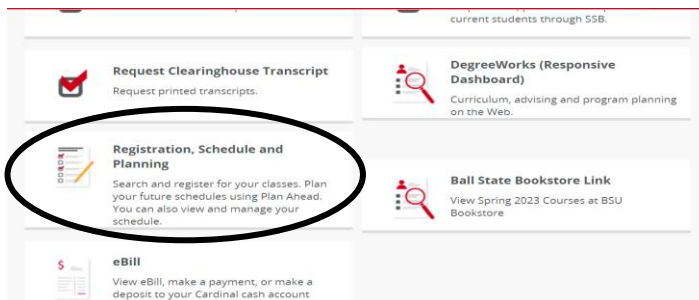 current students through SSB.
Request Clearinghouse Transcript
Request printed transcripts.
DegreeWorks (Responsive
Dashboard)
Curriculum, advising and program planning
on the Web.
Registration, Schedule and
Planning
Search and register for your classes. Plan
your future schedules using Plan Ahead.
You can also view and manage your
schedule.
Ball State Bookstore Link
View Spring 2023 Courses at BSU
Bookstore
eBill
View eBill, make a payment, or make a
deposit to your Cardinal cash account